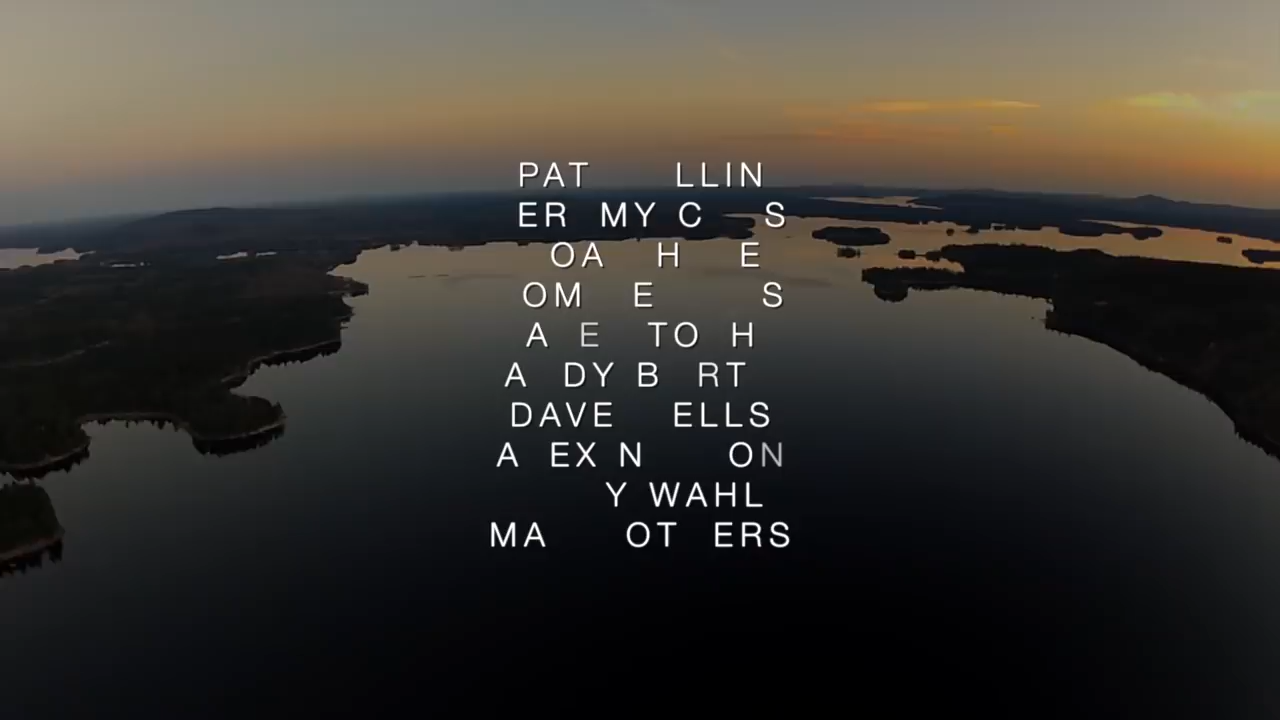 PAT LLIN
ER MY C S
OA H E
OM E S
A E TO H
A DY B RT
DAVE ELLS
A EX N ON
Y WAHL
MA OT ERS